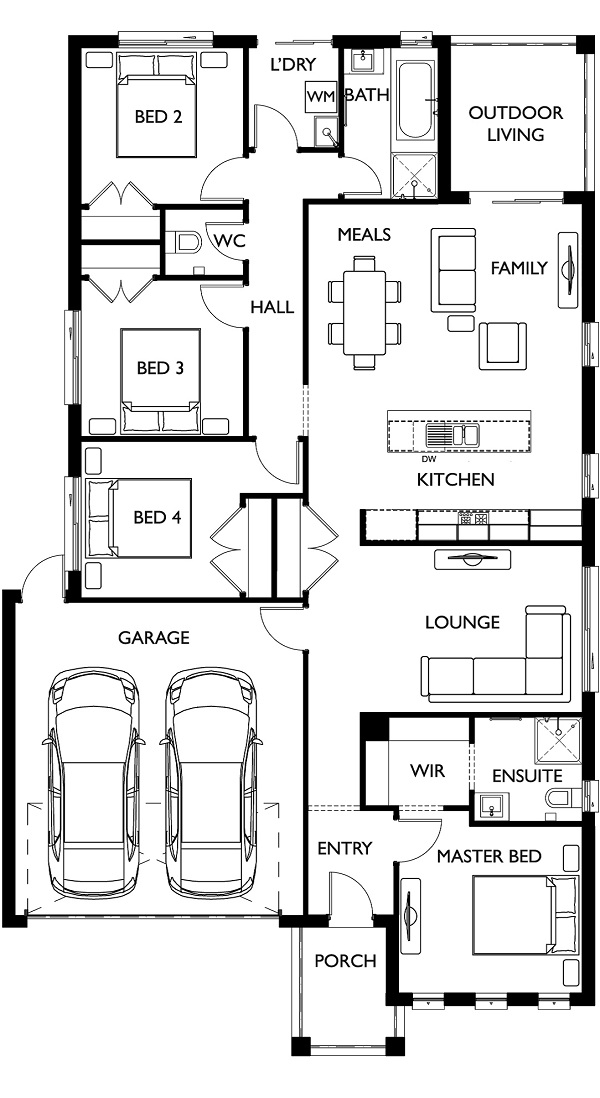 L'DRY
WM
BATH
BED 2
OUTDOOR
LIVING
MEALS
WC
FAMILY
HALL
BED 3
DW
KITCHEN
BED 4
LOUNGE
GARAGE
WIR
ENSUITE
ENTRY
MASTER BED
PORCH